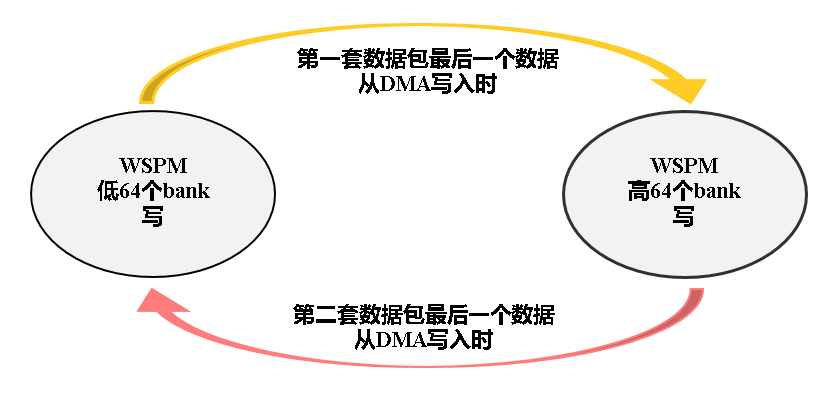 第一套数据包最后一个数据
从DMA写入时
WSPM
低64个bank
写
WSPM
高64个bank
写
第二套数据包最后一个数据
从DMA写入时